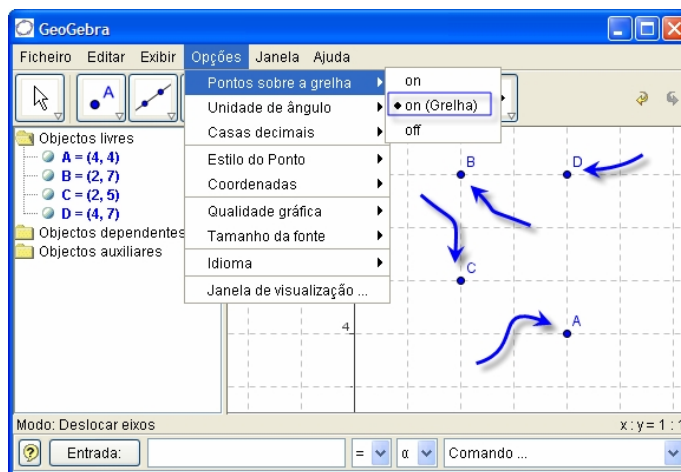 GeoGebra
Ficheiro Editar Exibir Opções Janela Ajuda
A
Pontos sobre a grelha
Unidade de ângulo
Casas decimais
Estilo do Ponto
Coordenadas
Qualidade gráfica
Tamanho da fonte
Idioma
Janela de visualização ...
on
on (Grelha)
off
Objectos livres
A = (4, 4)
B = (2, 7)
C = (2, 5)
D = (4, 7)
Objectos dependentes
Objectos auxiliares
B
D
C
A
4
Modo: Deslocar eixos
x : y = 1 : 1
Entrada:
=
α
Comando ...